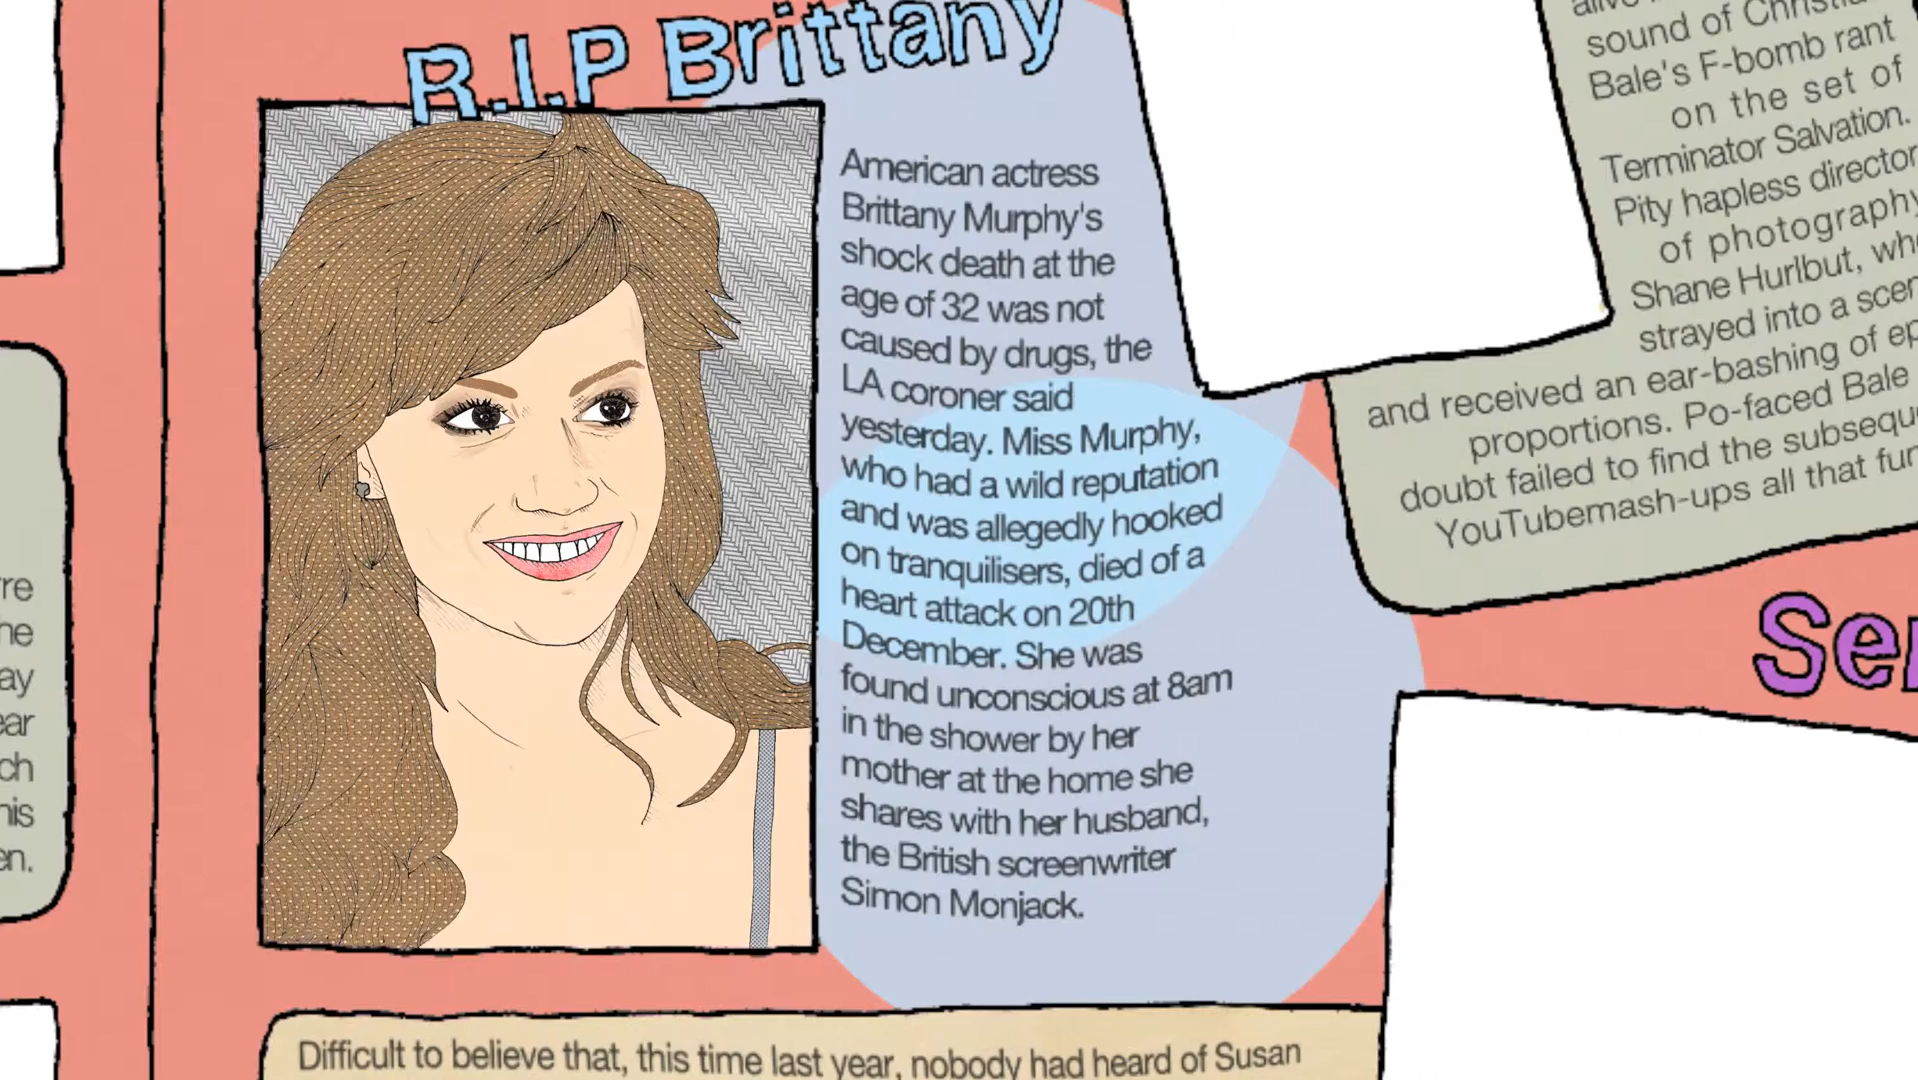 R.I.P Brittany
American actress
Brittany Murphy's
shock death at the
age of 32 was not
caused by drugs, the
LA coroner said
yesterday. Miss Murphy,
who had a wild reputation
and was allegedly hooked
on tranquilisers, died of a
heart attack on 20th
December. She was
found unconscious at 8am
in the shower by her
mother at the home she
shares with her husband,
the British screenwriter
Simon Monjack.
sound of
Bale's F-bomb rant
on the set of
Terminator Salvation.
Pity hapless director
of photography
Shane Hurlbut,
strayed into a
and received an ear-bashing of
proportions. Po-faced Bale
doubt failed to find the
YouTubemash-ups all that
Difficult to believe that, this time last year, nobody had heard of Susan